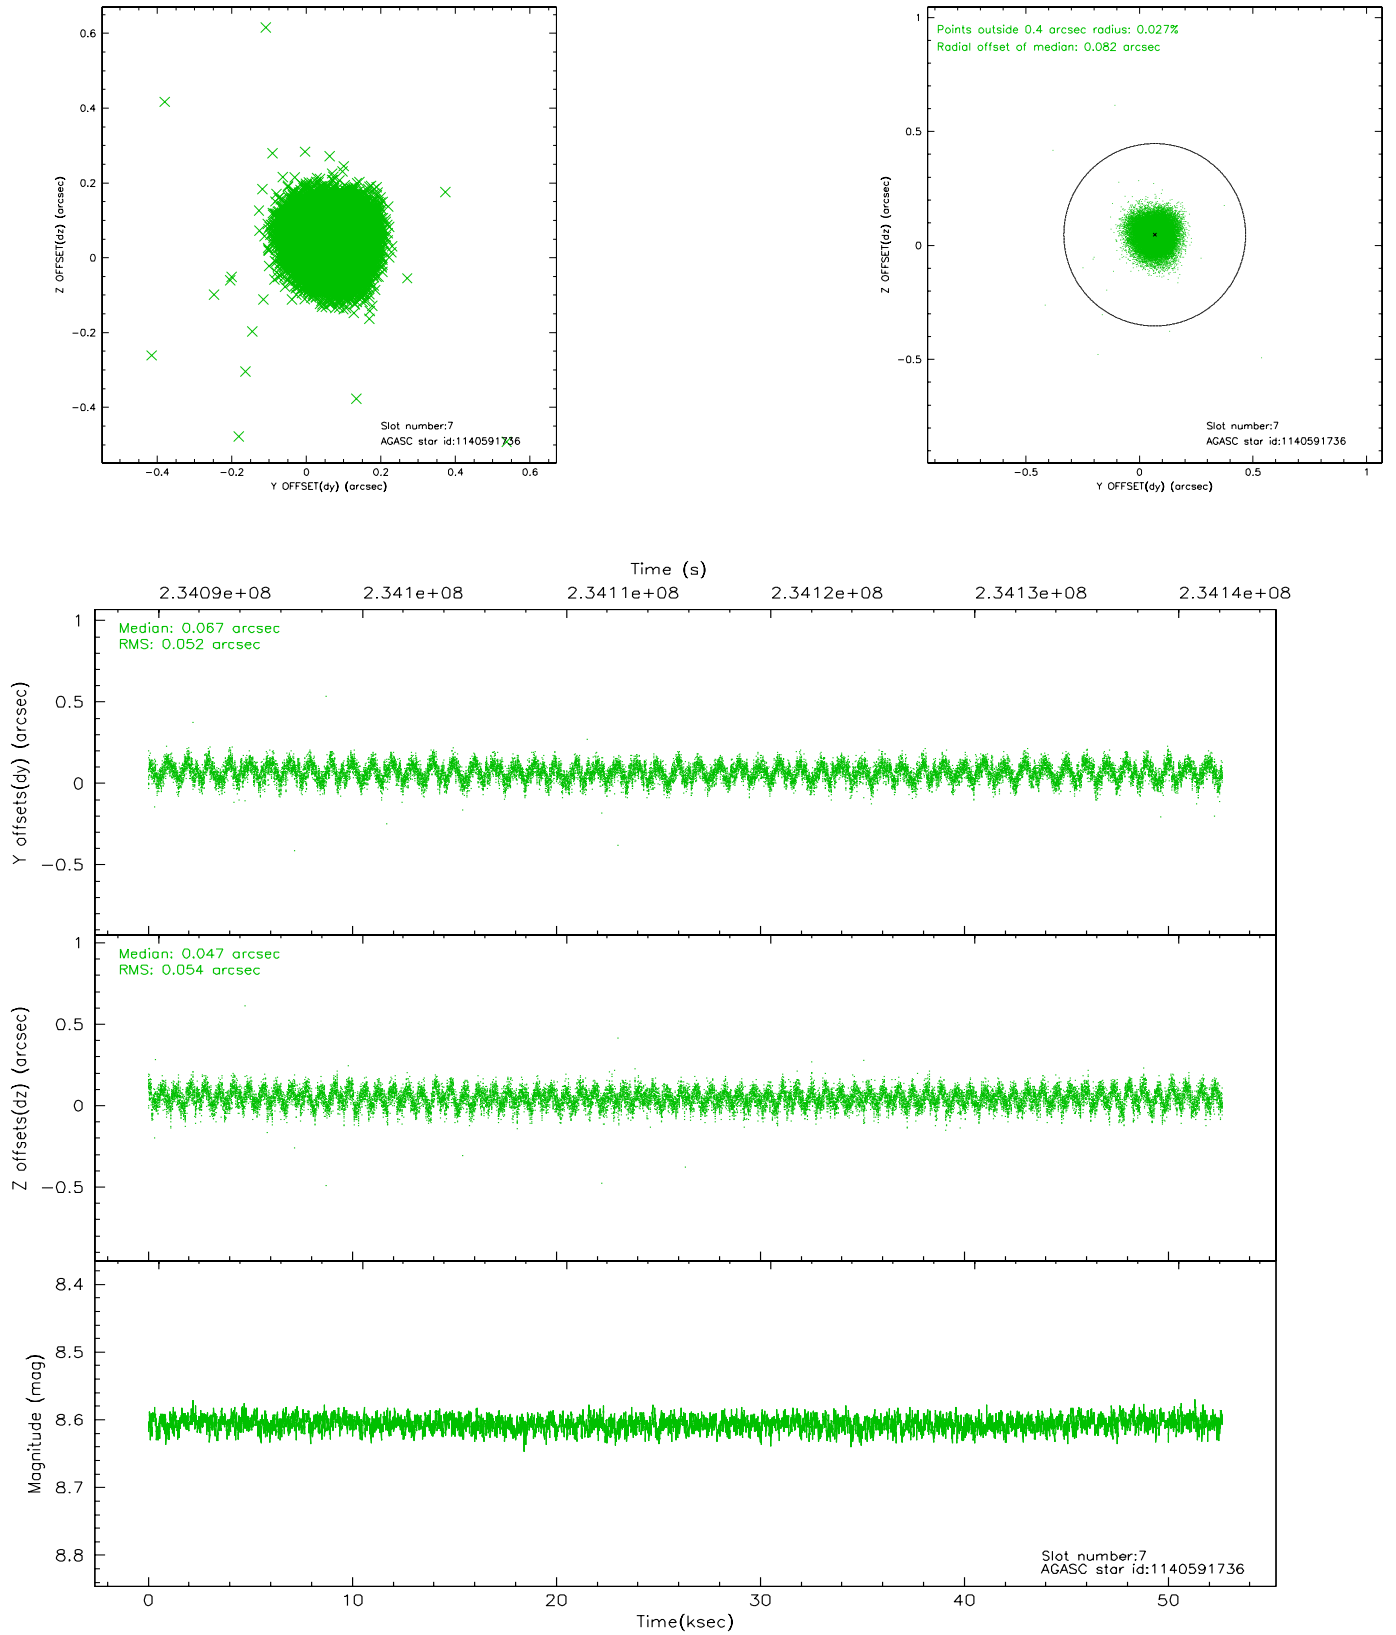 0.6
0.4
0.2
0
−0.2
−0.4
Z OFFSET(dz) (arcsec)
Slot number:7
AGASC star id:1140591736
−0.4 −0.2 0 0.2 0.4 0.6
Y OFFSET(dy) (arcsec)
Points outside 0.4 arcsec radius: 0.027%
Radial offset of median: 0.082 arcsec
1
0.5
0
−0.5
Z OFFSET(dz) (arcsec)
Slot number:7
AGASC star id:1140591736
−0.5 0 0.5 1
Y OFFSET(dy) (arcsec)
Time (s)
2.3409e+08 2.341e+08 2.3411e+08 2.3412e+08 2.3413e+08 2.3414e+08
Median: 0.067 arcsec
RMS: 0.052 arcsec
1
0.5
0
−0.5
Y offsets(dy) (arcsec)
Median: 0.047 arcsec
RMS: 0.054 arcsec
1
0.5
0
−0.5
Z offsets(dz) (arcsec)
8.4
8.5
8.6
8.7
8.8
Magnitude (mag)
Slot number:7
AGASC star id:1140591736
0 10 20 30 40 50
Time(ksec)